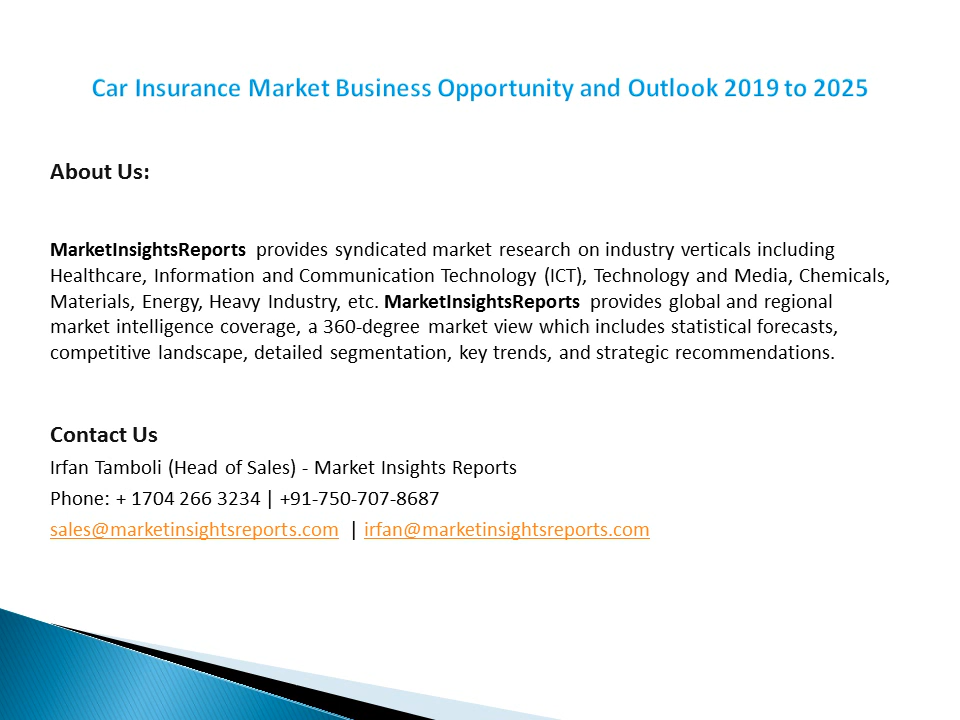 Car Insurance Market Business Opportunity and Outlook 2019 to 2025
About Us:
MarketInsightsReports provides syndicated market research on industry verticals including
Healthcare, Information and Communication Technology (ICT), Technology and Media, Chemicals,
Materials, Energy, Heavy Industry, etc. MarketInsightsReports provides global and regional
market intelligence coverage, a 360-degree market view which includes statistical forecasts,
competitive landscape, detailed segmentation, key trends, and strategic recommendations.
Contact Us
Irfan Tamboli (Head of Sales) - Market Insights Reports
Phone: + 1704 266 3234 | +91-750-707-8687
sales@marketinsightsreports.com | irfan@marketinsightsreports.com